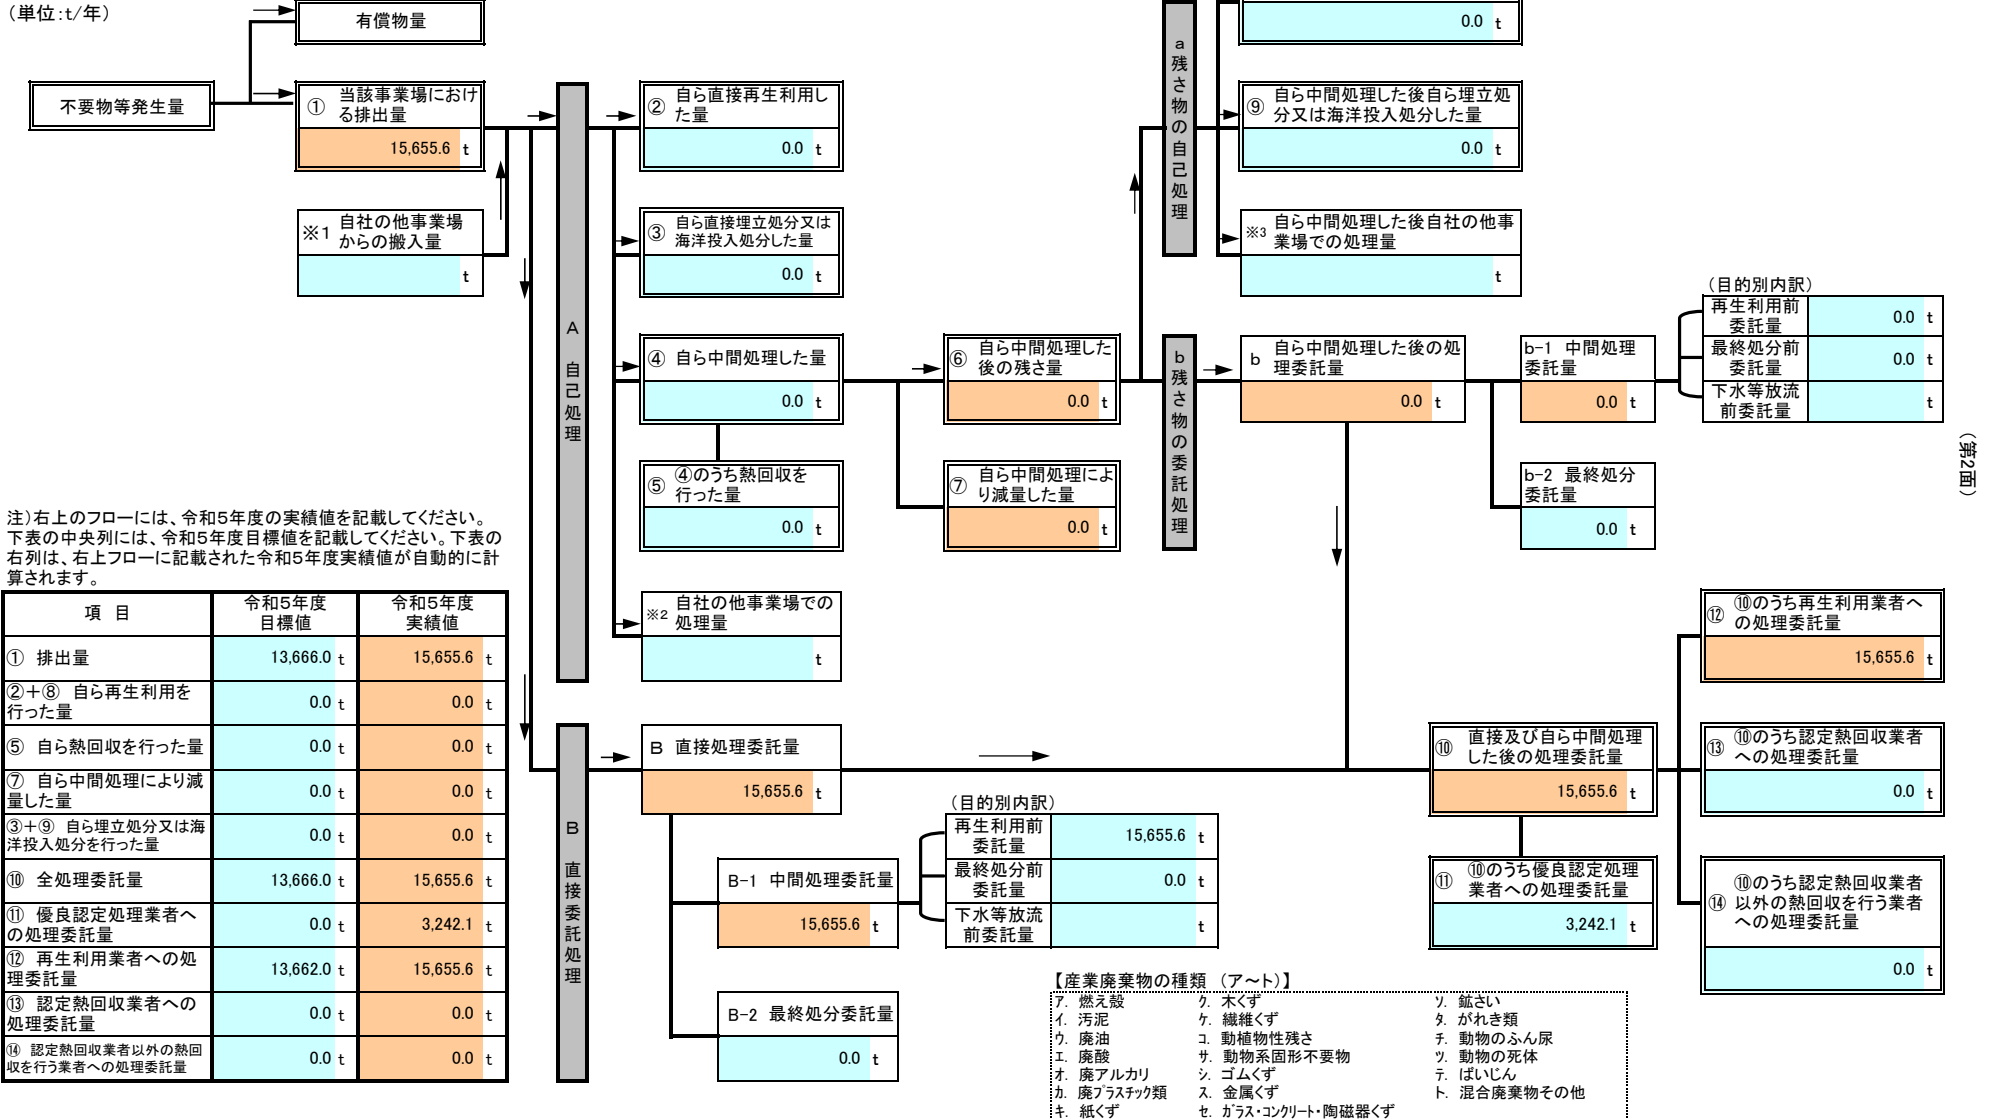 (単位:t/年)
有償物量
不要物等発生量
① 当該事業場におけ
る排出量
15,655.6 t
※1 自社の他事業場
からの搬入量
t
A
自己処理
② 自ら直接再生利用し
た量
0.0 t
③ 自ら直接埋立処分又は
海洋投入処分した量
0.0 t
④ 自ら中間処理した量
0.0 t
⑤ ④のうち熱回収を
行った量
0.0 t
※2 自社の他事業場での
処理量
t
⑥ 自ら中間処理した
後の残さ量
0.0 t
⑦ 自ら中間処理によ
り減量した量
0.0 t
a残さ物の自己処理
0.0 t
⑨ 自ら中間処理した後自ら埋立処
分又は海洋投入処分した量
0.0 t
※3 自ら中間処理した後自社の他事
業場での処理量
t
b残さ物の委託処理
b 自ら中間処理した後の処
理委託量
0.0 t
b-1 中間処理
委託量
0.0 t
b-2 最終処分
委託量
0.0 t
(目的別内訳)
再生利用前
委託量
0.0 t
最終処分前
委託量
0.0 t
下水等放流
前委託量
t
(第2面)
注)右上のフローには、令和5年度の実績値を記載してください。
下表の中央列には、令和5年度目標値を記載してください。下表の
右列は、右上フローに記載された令和5年度実績値が自動的に計
算されます。
項 目 令和5年度
目標値 令和5年度
実績値
① 排出量 13,666.0 t 15,655.6 t
②+⑧ 自ら再生利用を
行った量 0.0 t 0.0 t
⑤ 自ら熱回収を行った量 0.0 t 0.0 t
⑦ 自ら中間処理により減
量した量 0.0 t 0.0 t
③+⑨ 自ら埋立処分又は海
洋投入処分を行った量 0.0 t 0.0 t
⑩ 全処理委託量 13,666.0 t 15,655.6 t
⑪ 優良認定処理業者へ
の処理委託量 0.0 t 3,242.1 t
⑫ 再生利用業者への処
理委託量 13,662.0 t 15,655.6 t
⑬ 認定熱回収業者への
処理委託量 0.0 t 0.0 t
⑭ 認定熱回収業者以外の熱回
収を行う業者への処理委託量 0.0 t 0.0 t
B
直接委託処理
B 直接処理委託量
15,655.6 t
B-1 中間処理委託量
15,655.6 t
B-2 最終処分委託量
0.0 t
(目的別内訳)
再生利用前
委託量
15,655.6 t
最終処分前
委託量
0.0 t
下水等放流
前委託量
t
⑩ 直接及び自ら中間処理
した後の処理委託量
15,655.6 t
⑪ ⑩のうち優良認定処理
業者への処理委託量
3,242.1 t
⑫ ⑩のうち再生利用業者へ
の処理委託量
15,655.6 t
⑬ ⑩のうち認定熱回収業者
への処理委託量
0.0 t
⑭ ⑩のうち認定熱回収業者
以外の熱回収を行う業者
への処理委託量
0.0 t
【産業廃棄物の種類 (ア~ト)】
ア. 燃え殻 ク. 木くず ソ. 鉱さい
イ. 汚泥 ケ. 繊維くず タ. がれき類
ウ. 廃油 コ. 動植物性残さ チ. 動物のふん尿
エ. 廃酸 サ. 動物系固形不要物 ツ. 動物の死体
オ. 廃アルカリ シ. ゴムくず テ. ばいじん
カ. 廃プラスチック類 ス. 金属くず ト. 混合廃棄物その他
キ. 紙くず セ. ガラス・コンクリート・陶磁器くず